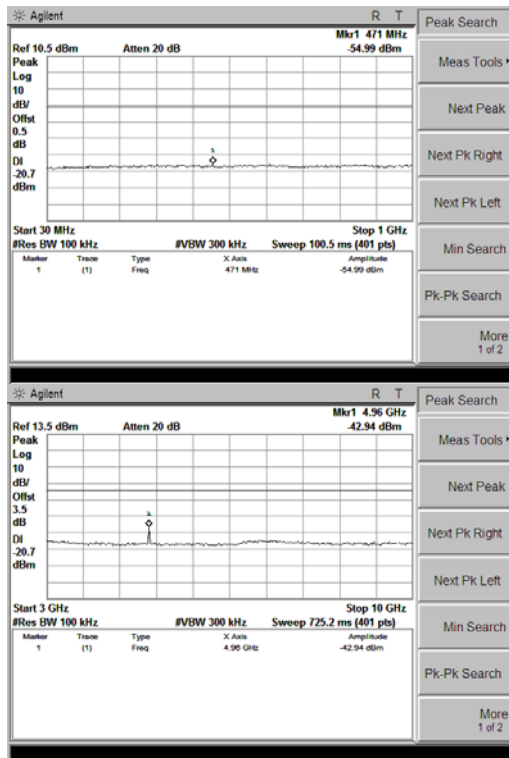 Agilent R T
Mkr1 471 MHz
Ref 10.5 dBm Atten 20 dB -54.99 dBm
Peak
Log
10
dB/
Offst
0.5
dB
DI
-20.7
dBm
1
Start 30 MHz Stop 1 GHz
#Res BW 100 kHz #VBW 300 kHz Sweep 100.5 ms (401 pts)
Marker Trace Type X Axis Amplitude
1 (1) Freq 471 MHz -54.99 dBm
Peak Search
Meas Tools
Next Peak
Next Pk Right
Next Pk Left
Min Search
Pk-Pk Search
More
1 of 2
Agilent R T
Mkr1 4.96 GHz
Ref 13.5 dBm Atten 20 dB -42.94 dBm
Peak
Log
10
dB/
Offst
3.5
dB
DI
-20.7
dBm
1
Start 3 GHz Stop 10 GHz
#Res BW 100 kHz #VBW 300 kHz Sweep 725.2 ms (401 pts)
Marker Trace Type X Axis Amplitude
1 (1) Freq 4.96 GHz -42.94 dBm
Peak Search
Meas Tools
Next Peak
Next Pk Right
Next Pk Left
Min Search
Pk-Pk Search
More
1 of 2